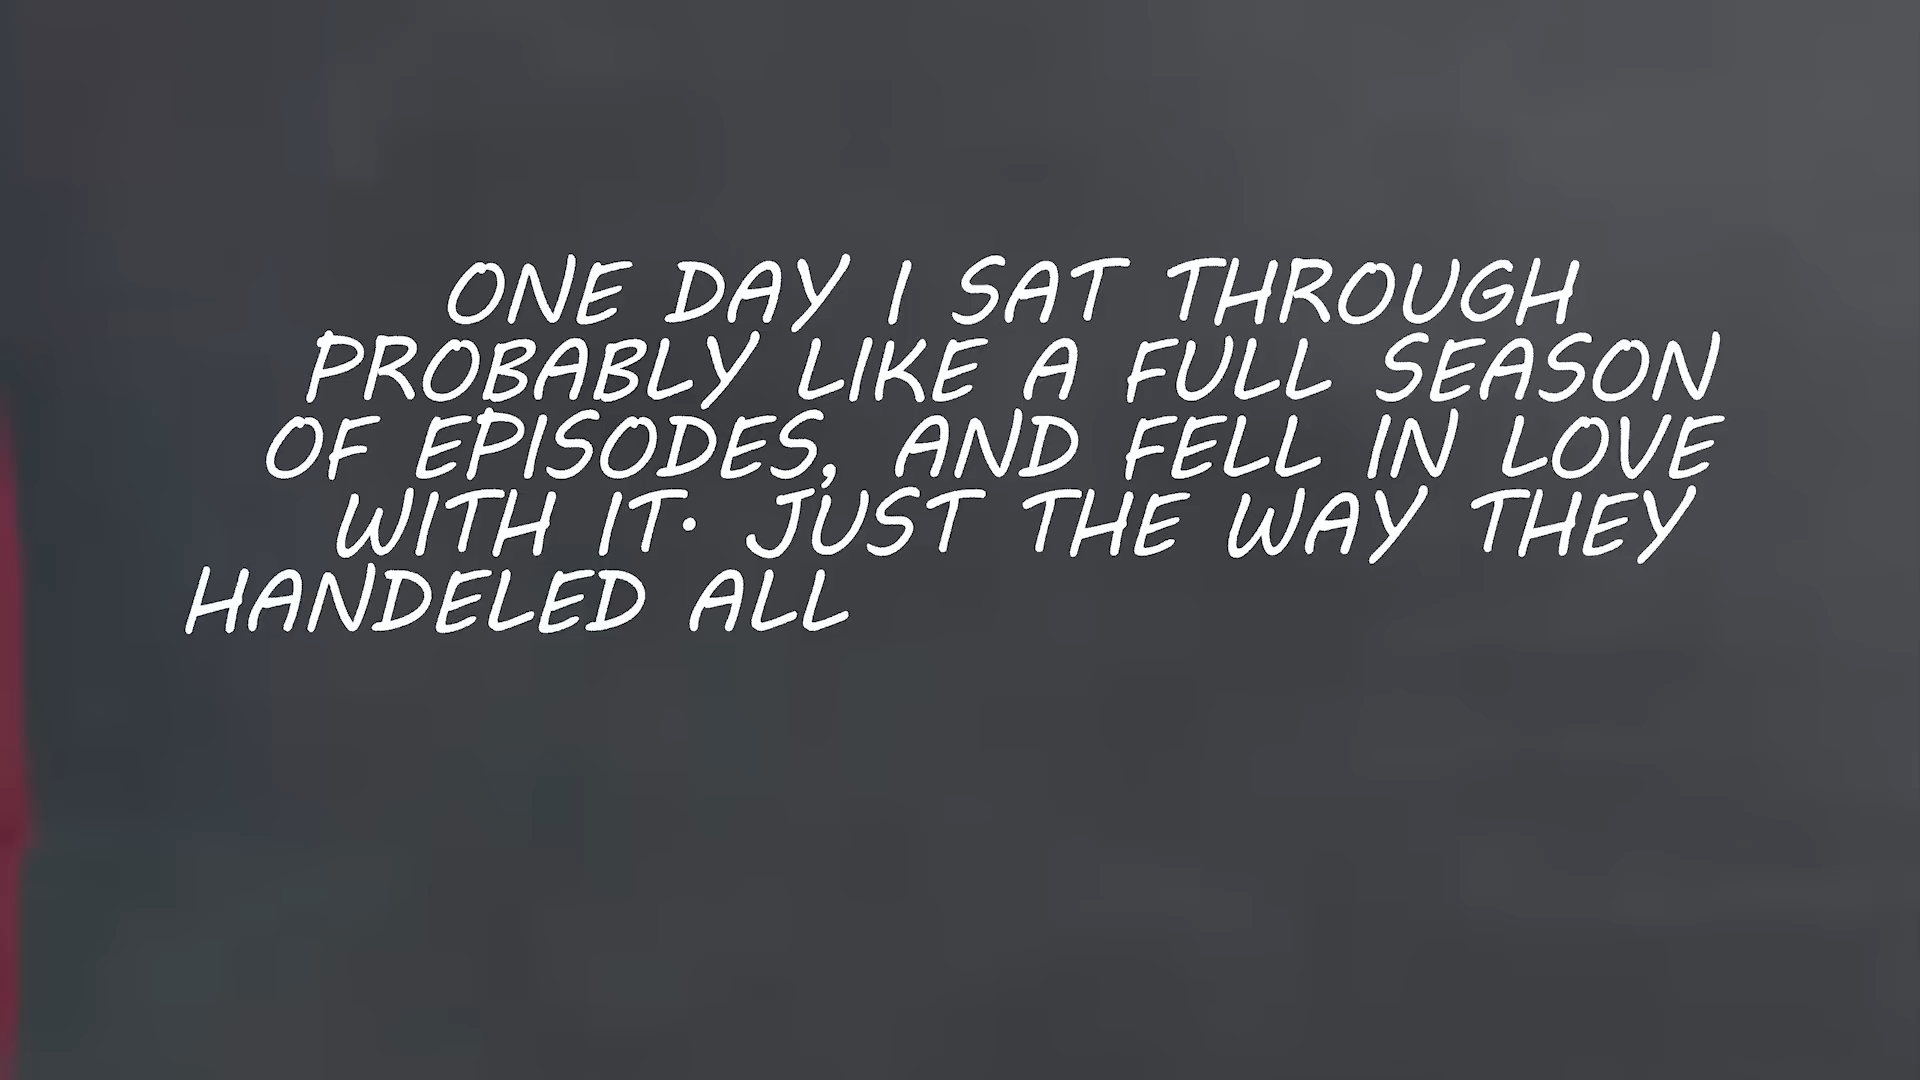 ONE DAY I SAT THROUGH
PROBABLY LIKE A FULL SEASON
OF EPISODES, AND FELL IN LOVE
WITH IT. JUST THE WAY THEY
HANDELED ALL